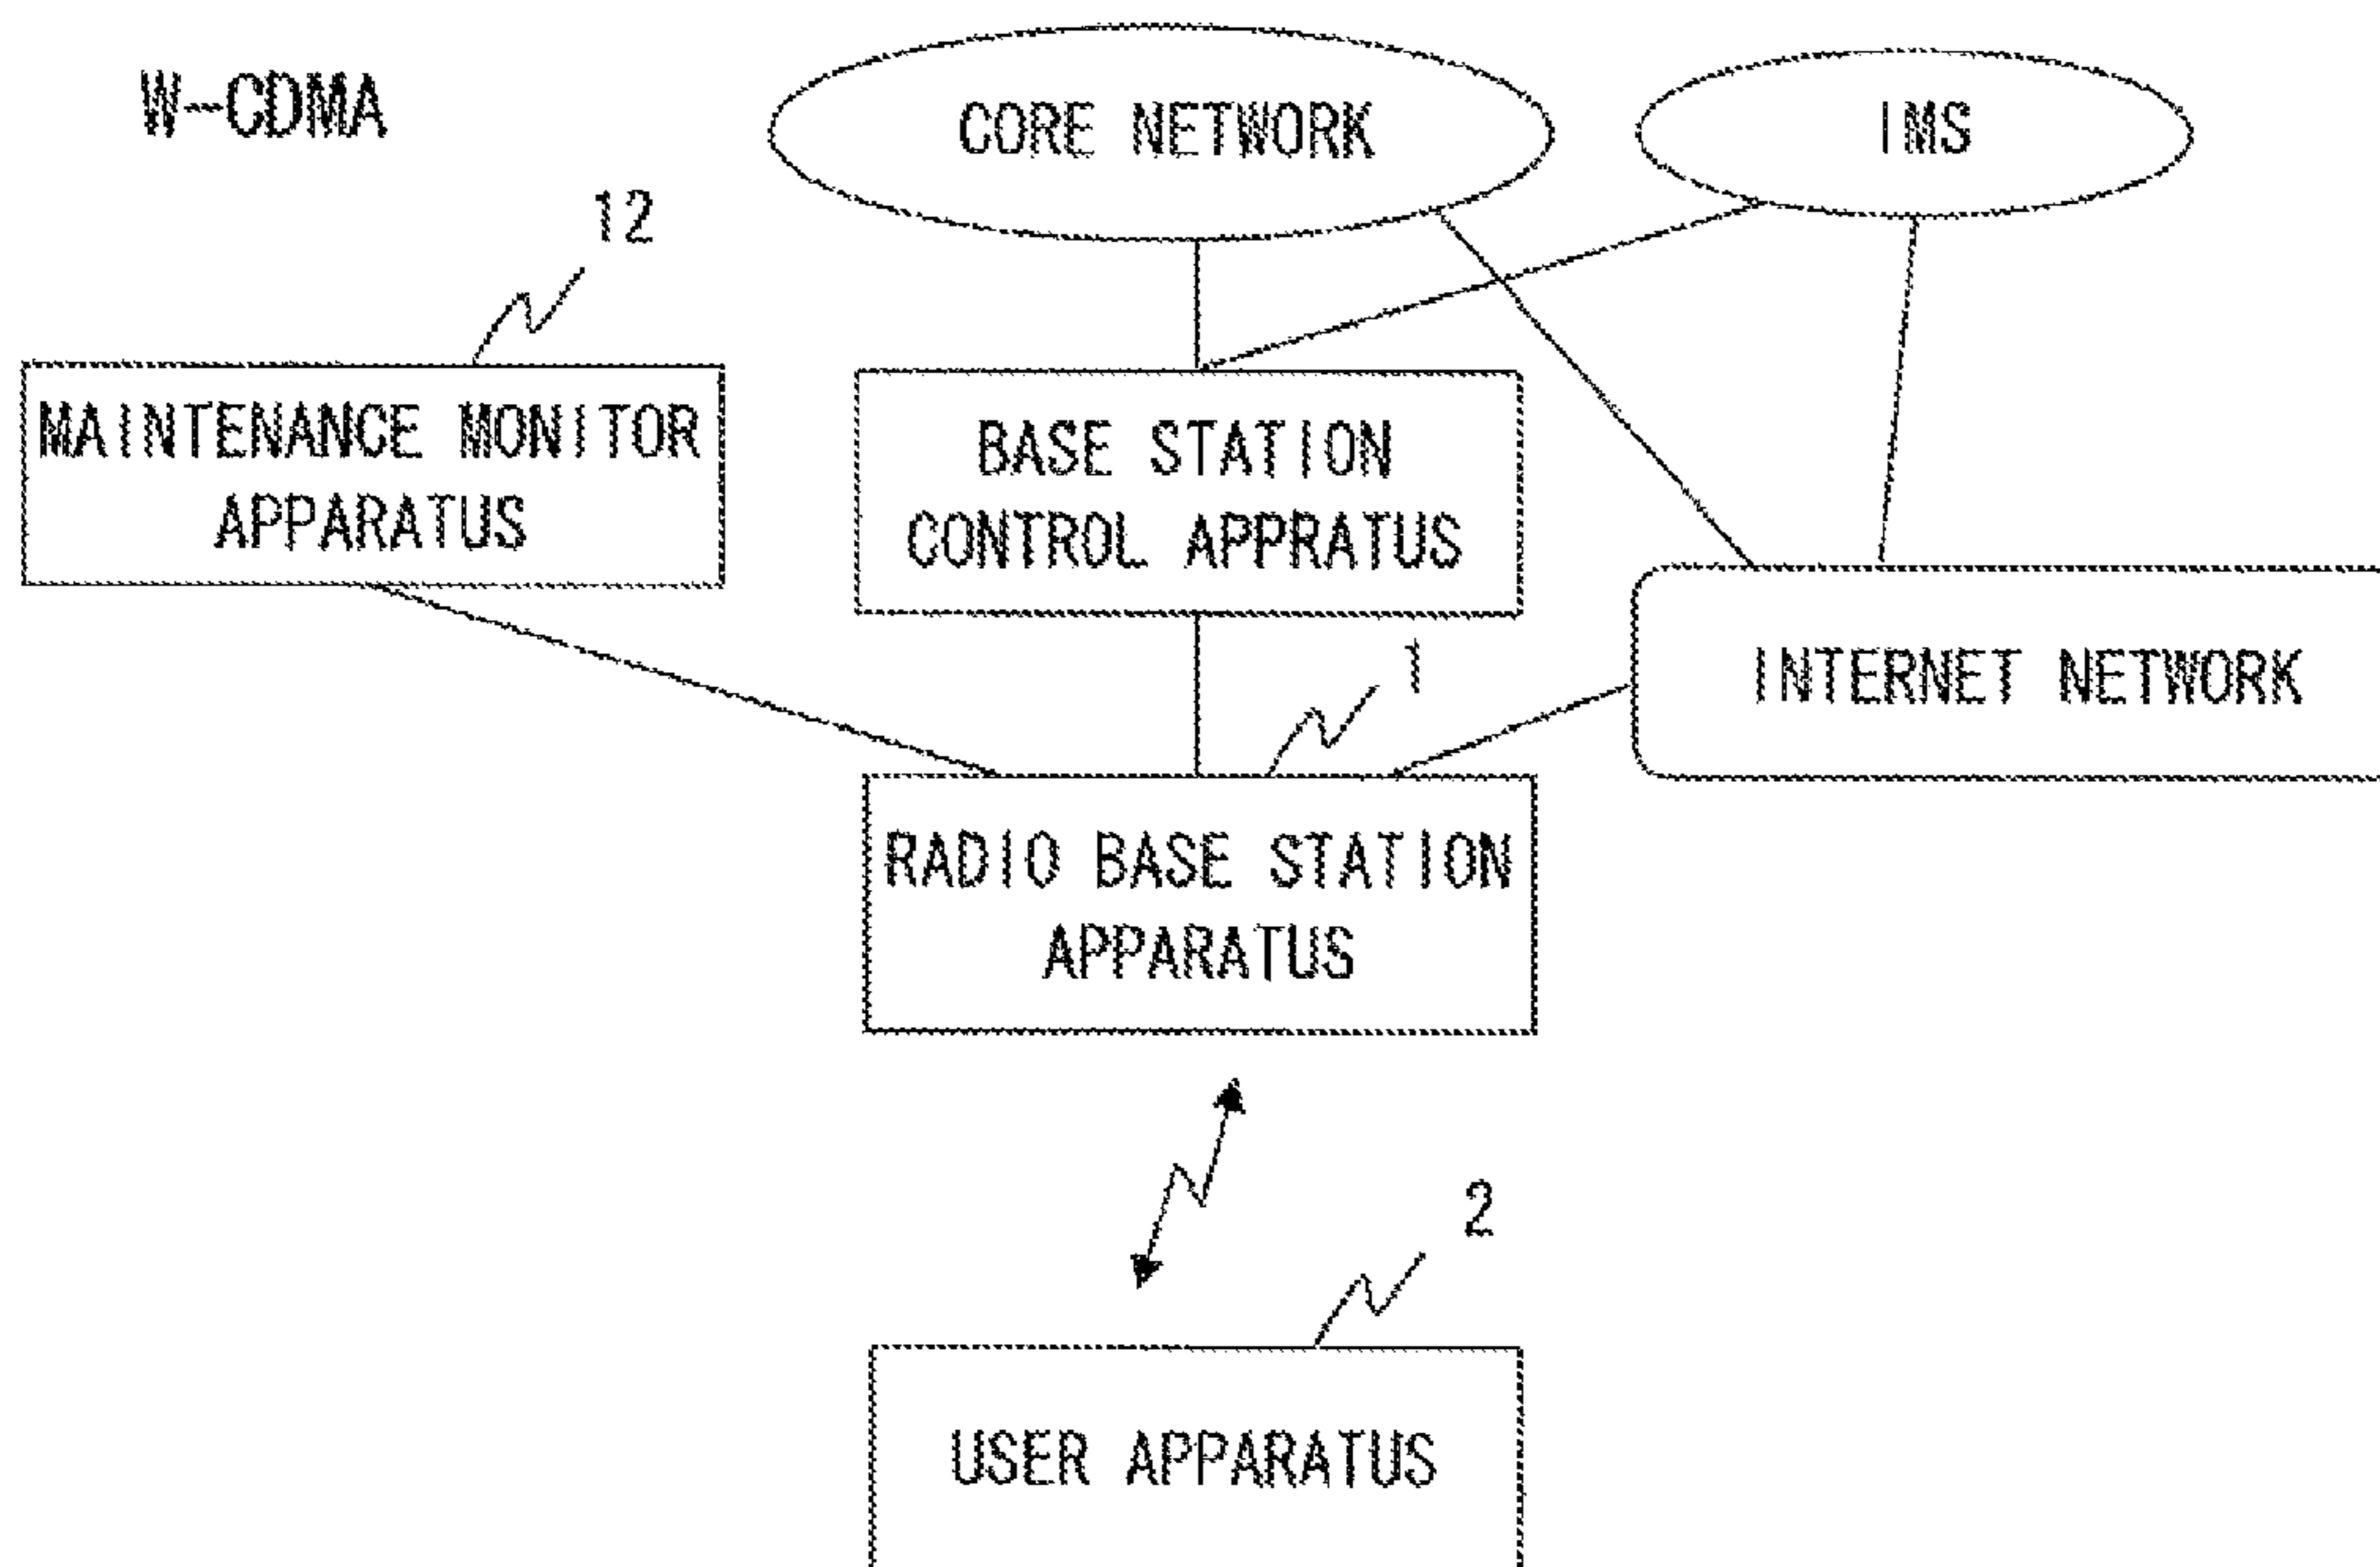 W-CDMA
CORE NETWORK
IMS
12
MAINTENANCE MONITOR
APPARATUS
BASE STATION
CONTROL APPRATUS
1
INTERNET NETWORK
RADIO BASE STATION
APPARATUS
2
USER APPARATUS